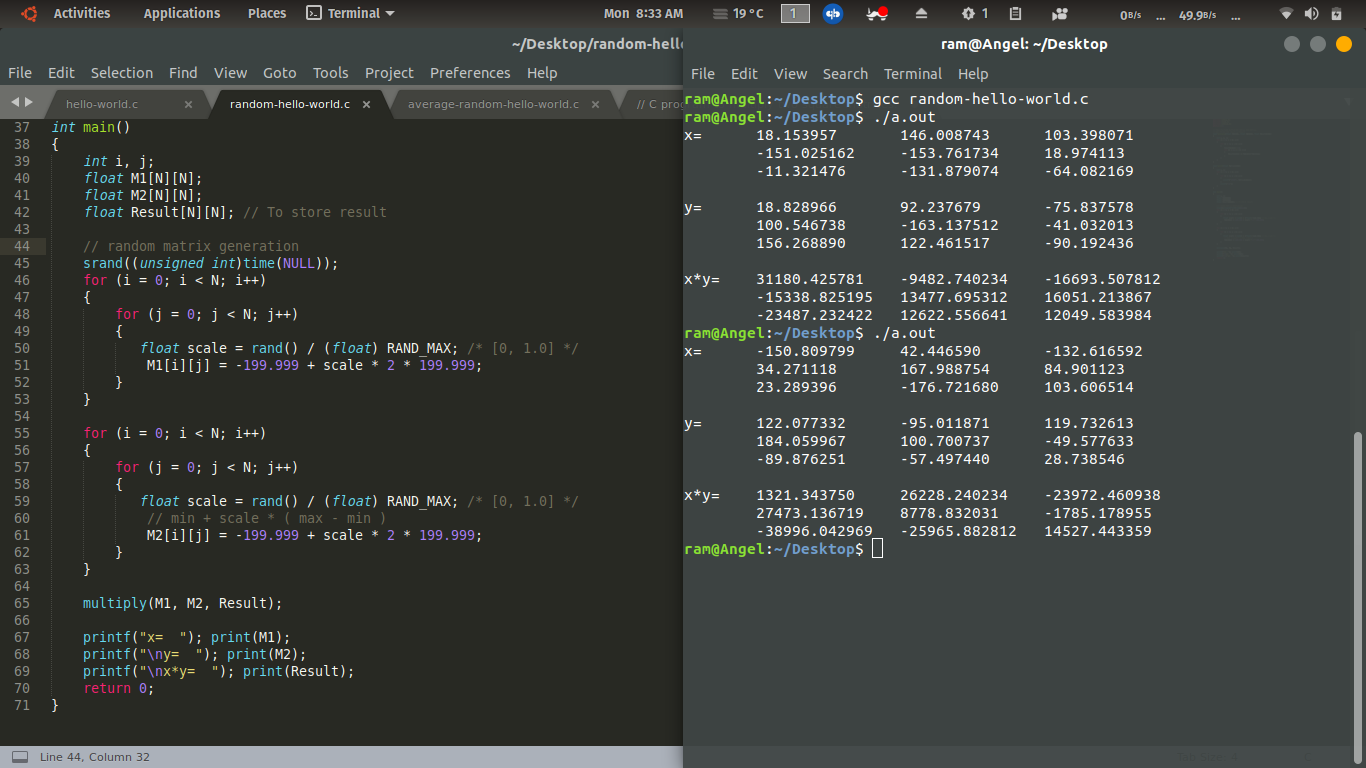 Activities Applications Places Terminal Mon 8:33 AM 19 °C 1 1 0B/s ... 49.9B/s ...
~/Desktop/random-hello
File Edit Selection Find View Goto Tools Project Preferences Help
hello-world.c × random-hello-world.c × average-random-hello-world.c × // C prog
37 int main()
38 {
39 int i, j;
40 float M1[N][N];
41 float M2[N][N];
42 float Result[N][N]; // To store result
43
44 // random matrix generation
45 srand((unsigned int)time(NULL));
46 for (i = 0; i < N; i++)
47 {
48 for (j = 0; j < N; j++)
49 {
50 float scale = rand() / (float) RAND_MAX; /* [0, 1.0] */
51 M1[i][j] = -199.999 + scale * 2 * 199.999;
52 }
53 }
54
55 for (i = 0; i < N; i++)
56 {
57 for (j = 0; j < N; j++)
58 {
59 float scale = rand() / (float) RAND_MAX; /* [0, 1.0] */
60 // min + scale * ( max - min )
61 M2[i][j] = -199.999 + scale * 2 * 199.999;
62 }
63 }
64
65 multiply(M1, M2, Result);
66
67 printf("x=  "); print(M1);
68 printf("\ny=  "); print(M2);
69 printf("\nx*y=  "); print(Result);
70 return 0;
71 }
Line 44, Column 32
ram@Angel: ~/Desktop
File Edit View Search Terminal Help
ram@Angel:~/Desktop$ gcc random-hello-world.c
ram@Angel:~/Desktop$ ./a.out
x= 18.153957 146.008743 103.398071
-151.025162 -153.761734 18.974113
-11.321476 -131.879074 -64.082169
y= 18.828966 92.237679 -75.837578
100.546738 -163.137512 -41.032013
156.268890 122.461517 -90.192436
x*y= 31180.425781 -9482.740234 -16693.507812
-15338.825195 13477.695312 16051.213867
-23487.232422 12622.556641 12049.583984
ram@Angel:~/Desktop$ ./a.out
x= -150.809799 42.446590 -132.616592
34.271118 167.988754 84.901123
23.289396 -176.721680 103.606514
y= 122.077332 -95.011871 119.732613
184.059967 100.700737 -49.577633
-89.876251 -57.497440 28.738546
x*y= 1321.343750 26228.240234 -23972.460938
27473.136719 8778.832031 -1785.178955
-38996.042969 -25965.882812 14527.443359
ram@Angel:~/Desktop$